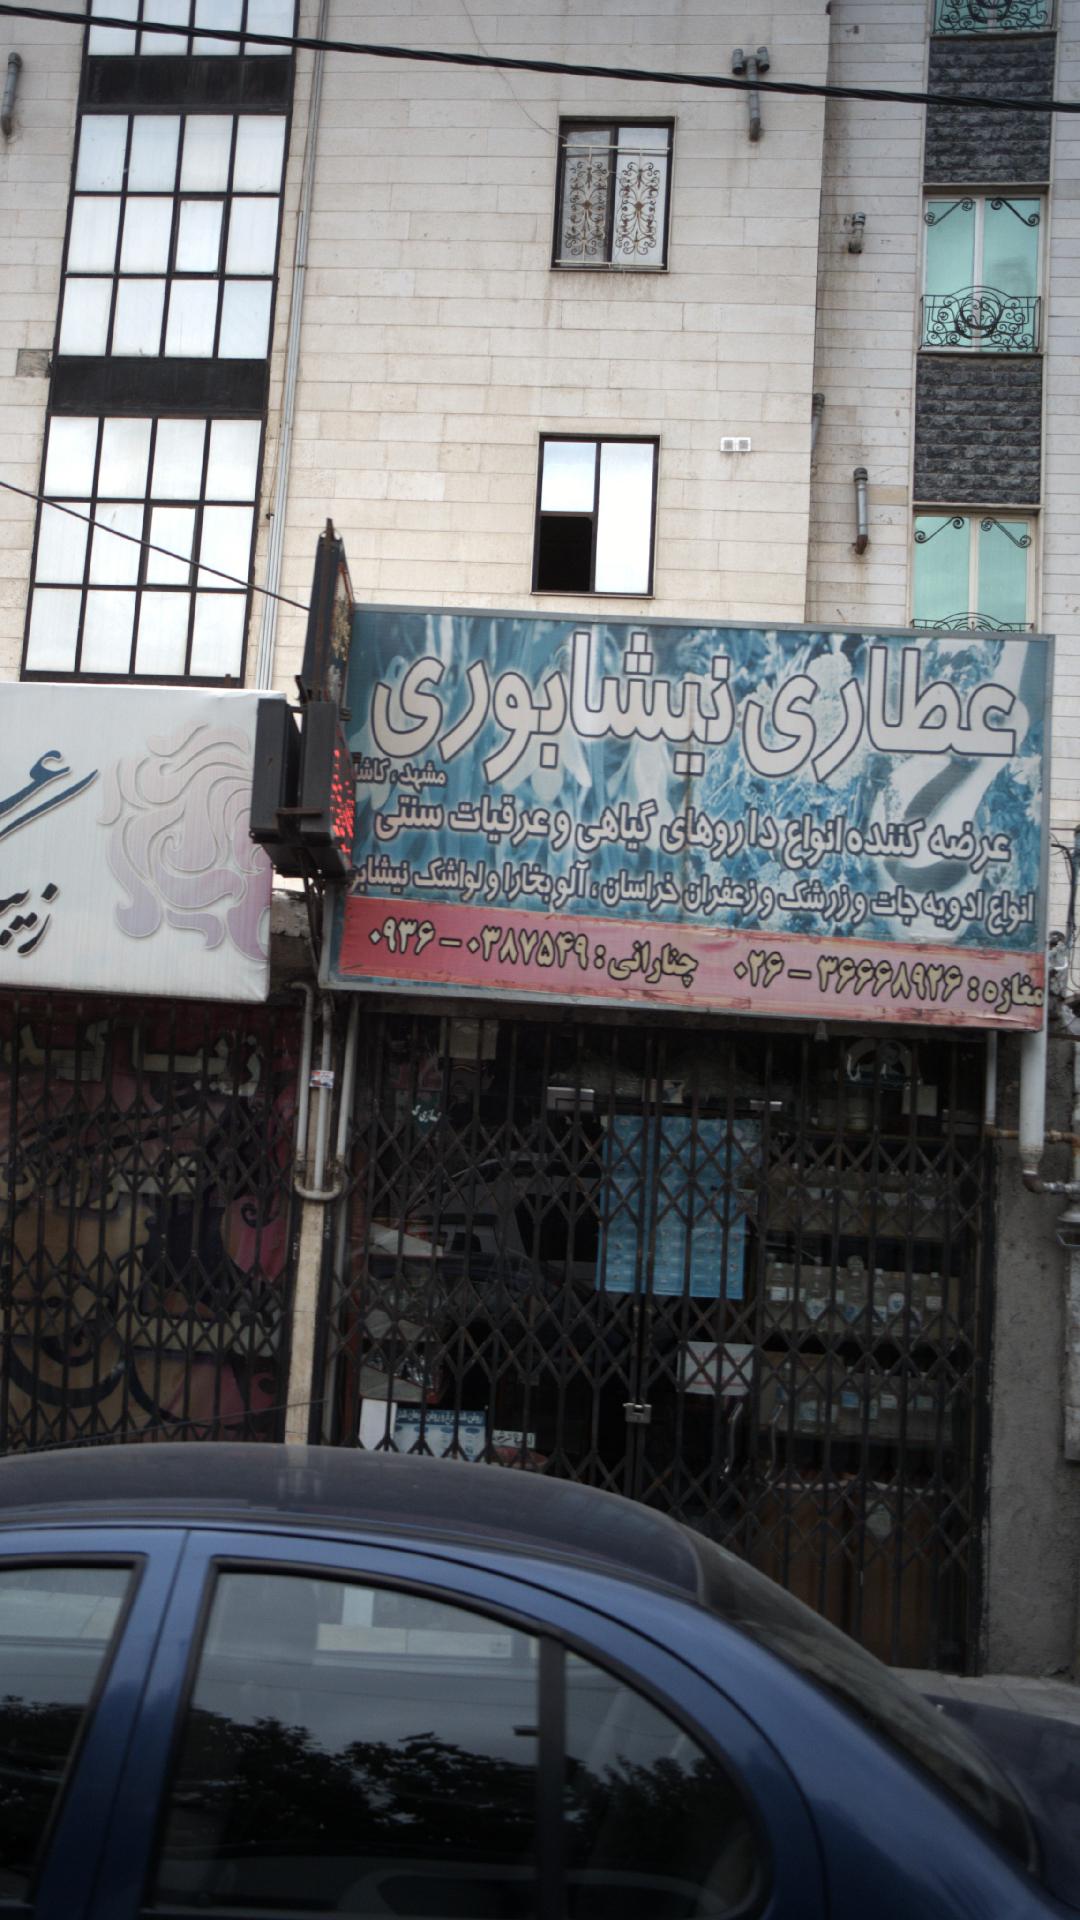 عطاری نیشابوری
مشهد، کاشا
عرضه کننده انواع داروهای گیاهی و عرقیات سنتی
انواع ادویه جات و زرشک و زعفران خراسان ، آلو بخارا و لواشک نیشابو
مغازه : ۳۶۶۶۸۹۲۶ - ۰۲۶ چنارانی : ۰۳۸۷۵۴۹ - ۰۹۳۶